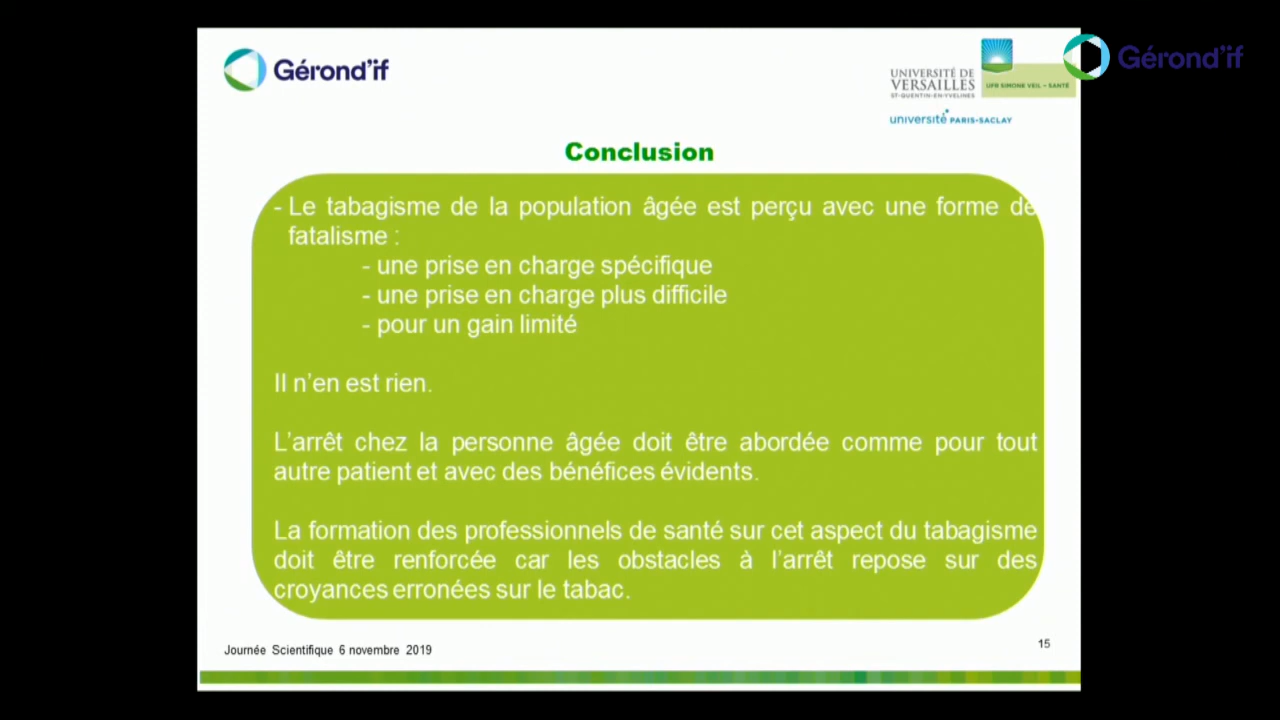 Gérond'if
UNIVERSITÉ DE
VERSAILLES
ST-QUENTIN-EN-YVELINES
UFR SIMONE VEIL – SANTÉ
université PARIS-SACLAY
Gérond'if
Conclusion
- Le tabagisme de la population âgée est perçu avec une forme de
fatalisme :
- une prise en charge spécifique
- une prise en charge plus difficile
- pour un gain limité
Il n'en est rien.
L'arrêt chez la personne âgée doit être abordée comme pour tout
autre patient et avec des bénéfices évidents.
La formation des professionnels de santé sur cet aspect du tabagisme
doit être renforcée car les obstacles à l'arrêt repose sur des
croyances erronées sur le tabac.
Journée Scientifique 6 novembre 2019
15